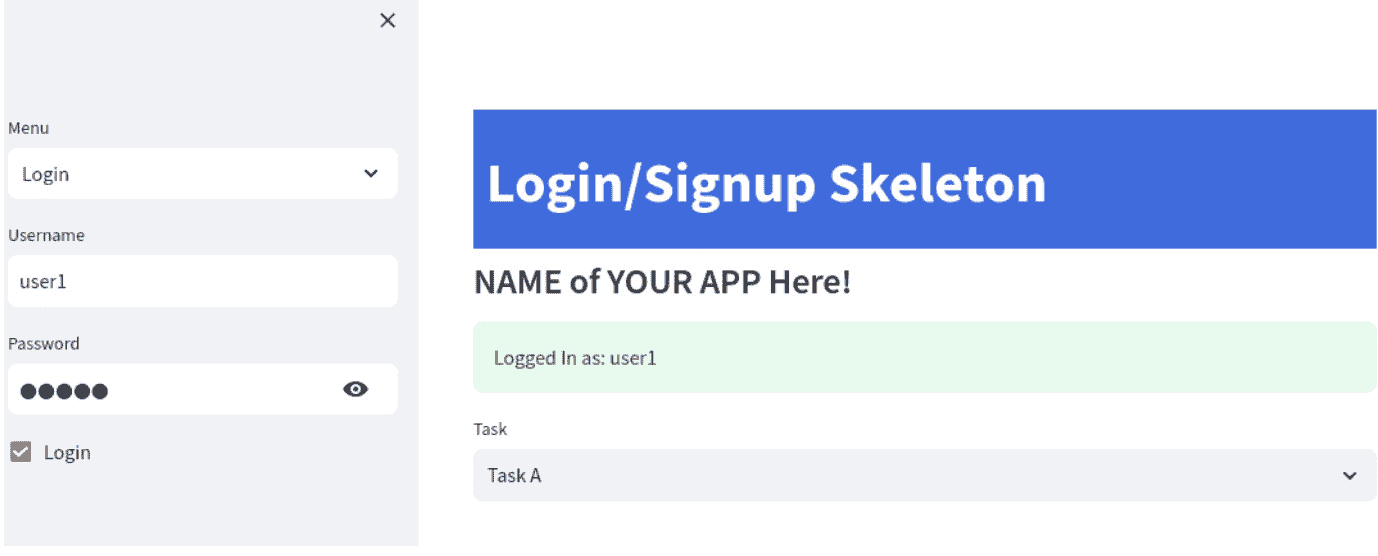 Menu
Login
Username
user1
Password
Login
Login/Signup Skeleton
NAME of YOUR APP Here!
Logged In as: user1
Task
Task A